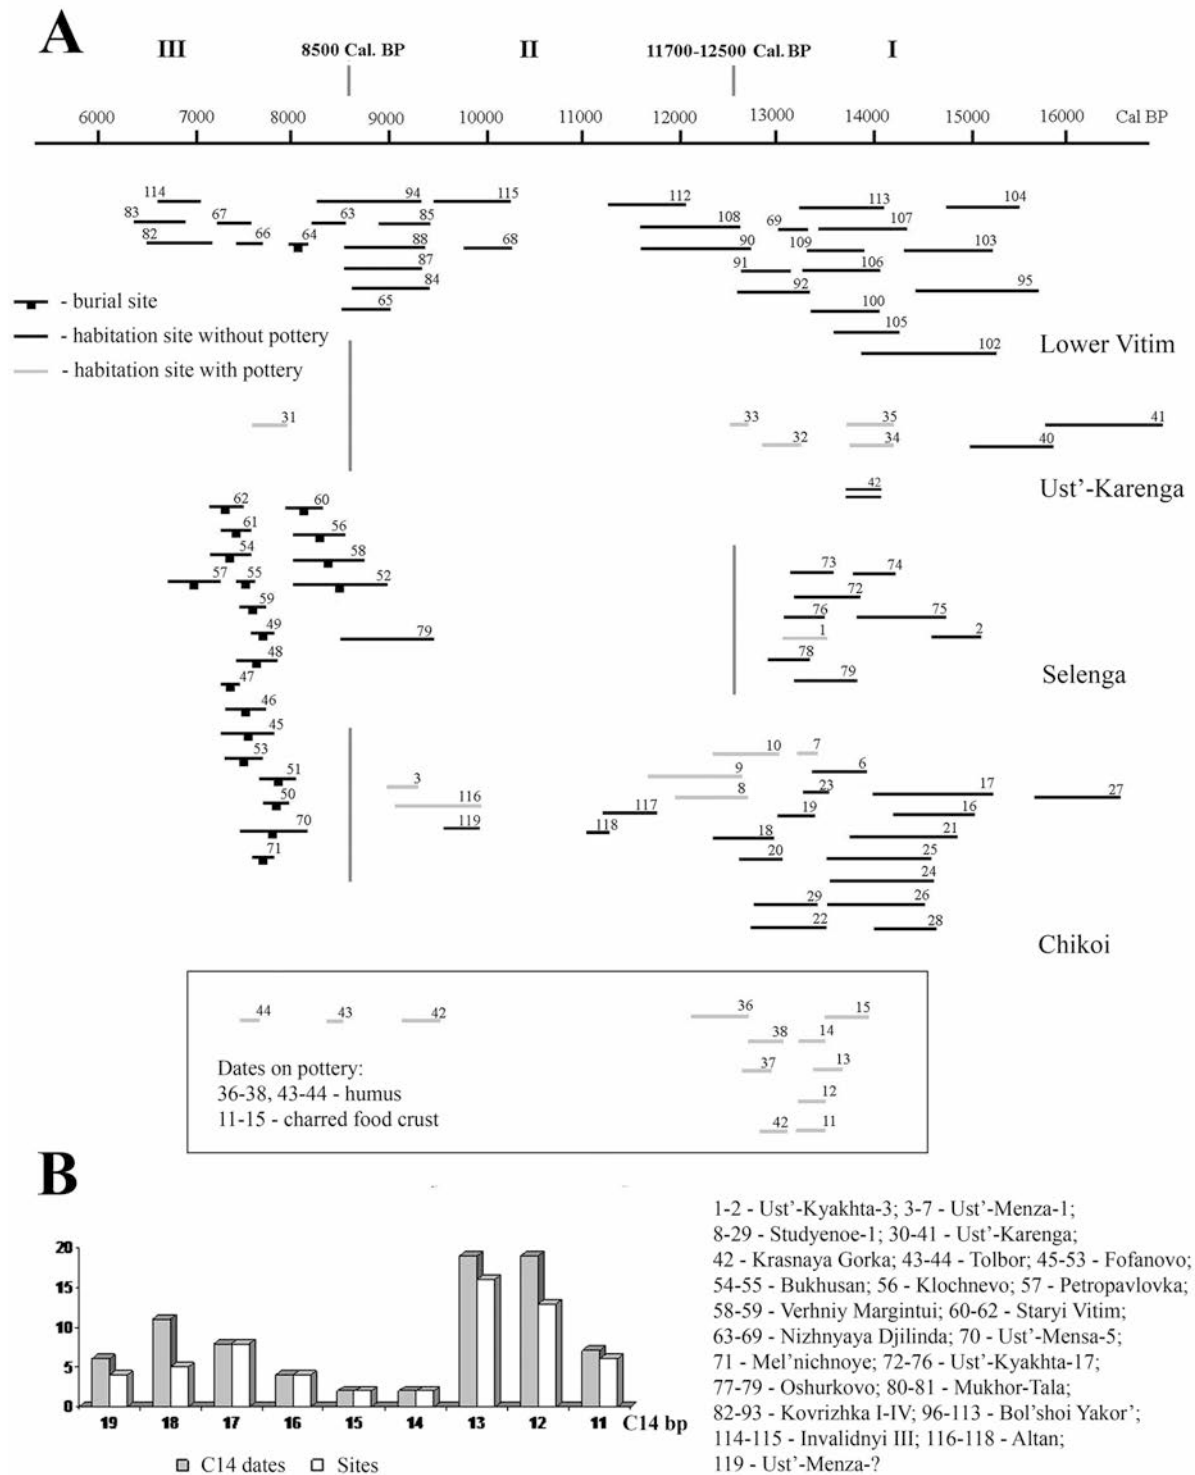 A
III 8500 Cal. BP II 11700-12500 Cal. BP I
6000 7000 8000 9000 10000 11000 12000 13000 14000 15000 16000 Cal BP
114 94 115 112 113 104
83 67 63 85 108 69 107
82 66 64 88 68 90 109 103
87 91 106
84 92 95
- burial site
65 100
- habitation site without pottery
105
Lower Vitim
102
- habitation site with pottery
31 33 35 41
32 34 40
42
Ust'-Karenga
62 60
61 56
54 58
57 55 52 73 74
59 72
49 79 76 75
1 2
48 78
47 79
Selenga
46
45
53 10 7
51 3 9 6
50 116 8 23 17 27
70 119 117 19 16
118 18 21
71 20 25
24
29 26
22 28
Chikoi
44 43 42 36 15
38 14
Dates on pottery:
37 13
36-38, 43-44 - humus
12
11-15 - charred food crust
42 11
B
20
15
10
5
0
19 18 17 16 15 14 13 12 11 C14 bp
C14 dates Sites
1-2 - Ust'-Kyakhta-3; 3-7 - Ust'-Menza-1;
8-29 - Studyenoe-1; 30-41 - Ust'-Karenga;
42 - Krasnaya Gorka; 43-44 - Tolbor; 45-53 - Fofanovo;
54-55 - Bukhusan; 56 - Klochnevo; 57 - Petropavlovka;
58-59 - Verhniy Margintui; 60-62 - Staryi Vitim;
63-69 - Nizhnyaya Djilinda; 70 - Ust'-Mensa-5;
71 - Mel'nichnoye; 72-76 - Ust'-Kyakhta-17;
77-79 - Oshurkovo; 80-81 - Mukhor-Tala;
82-93 - Kovrizhka I-IV; 96-113 - Bol'shoi Yakor';
114-115 - Invalidnyi III; 116-118 - Altan;
119 - Ust'-Menza-?